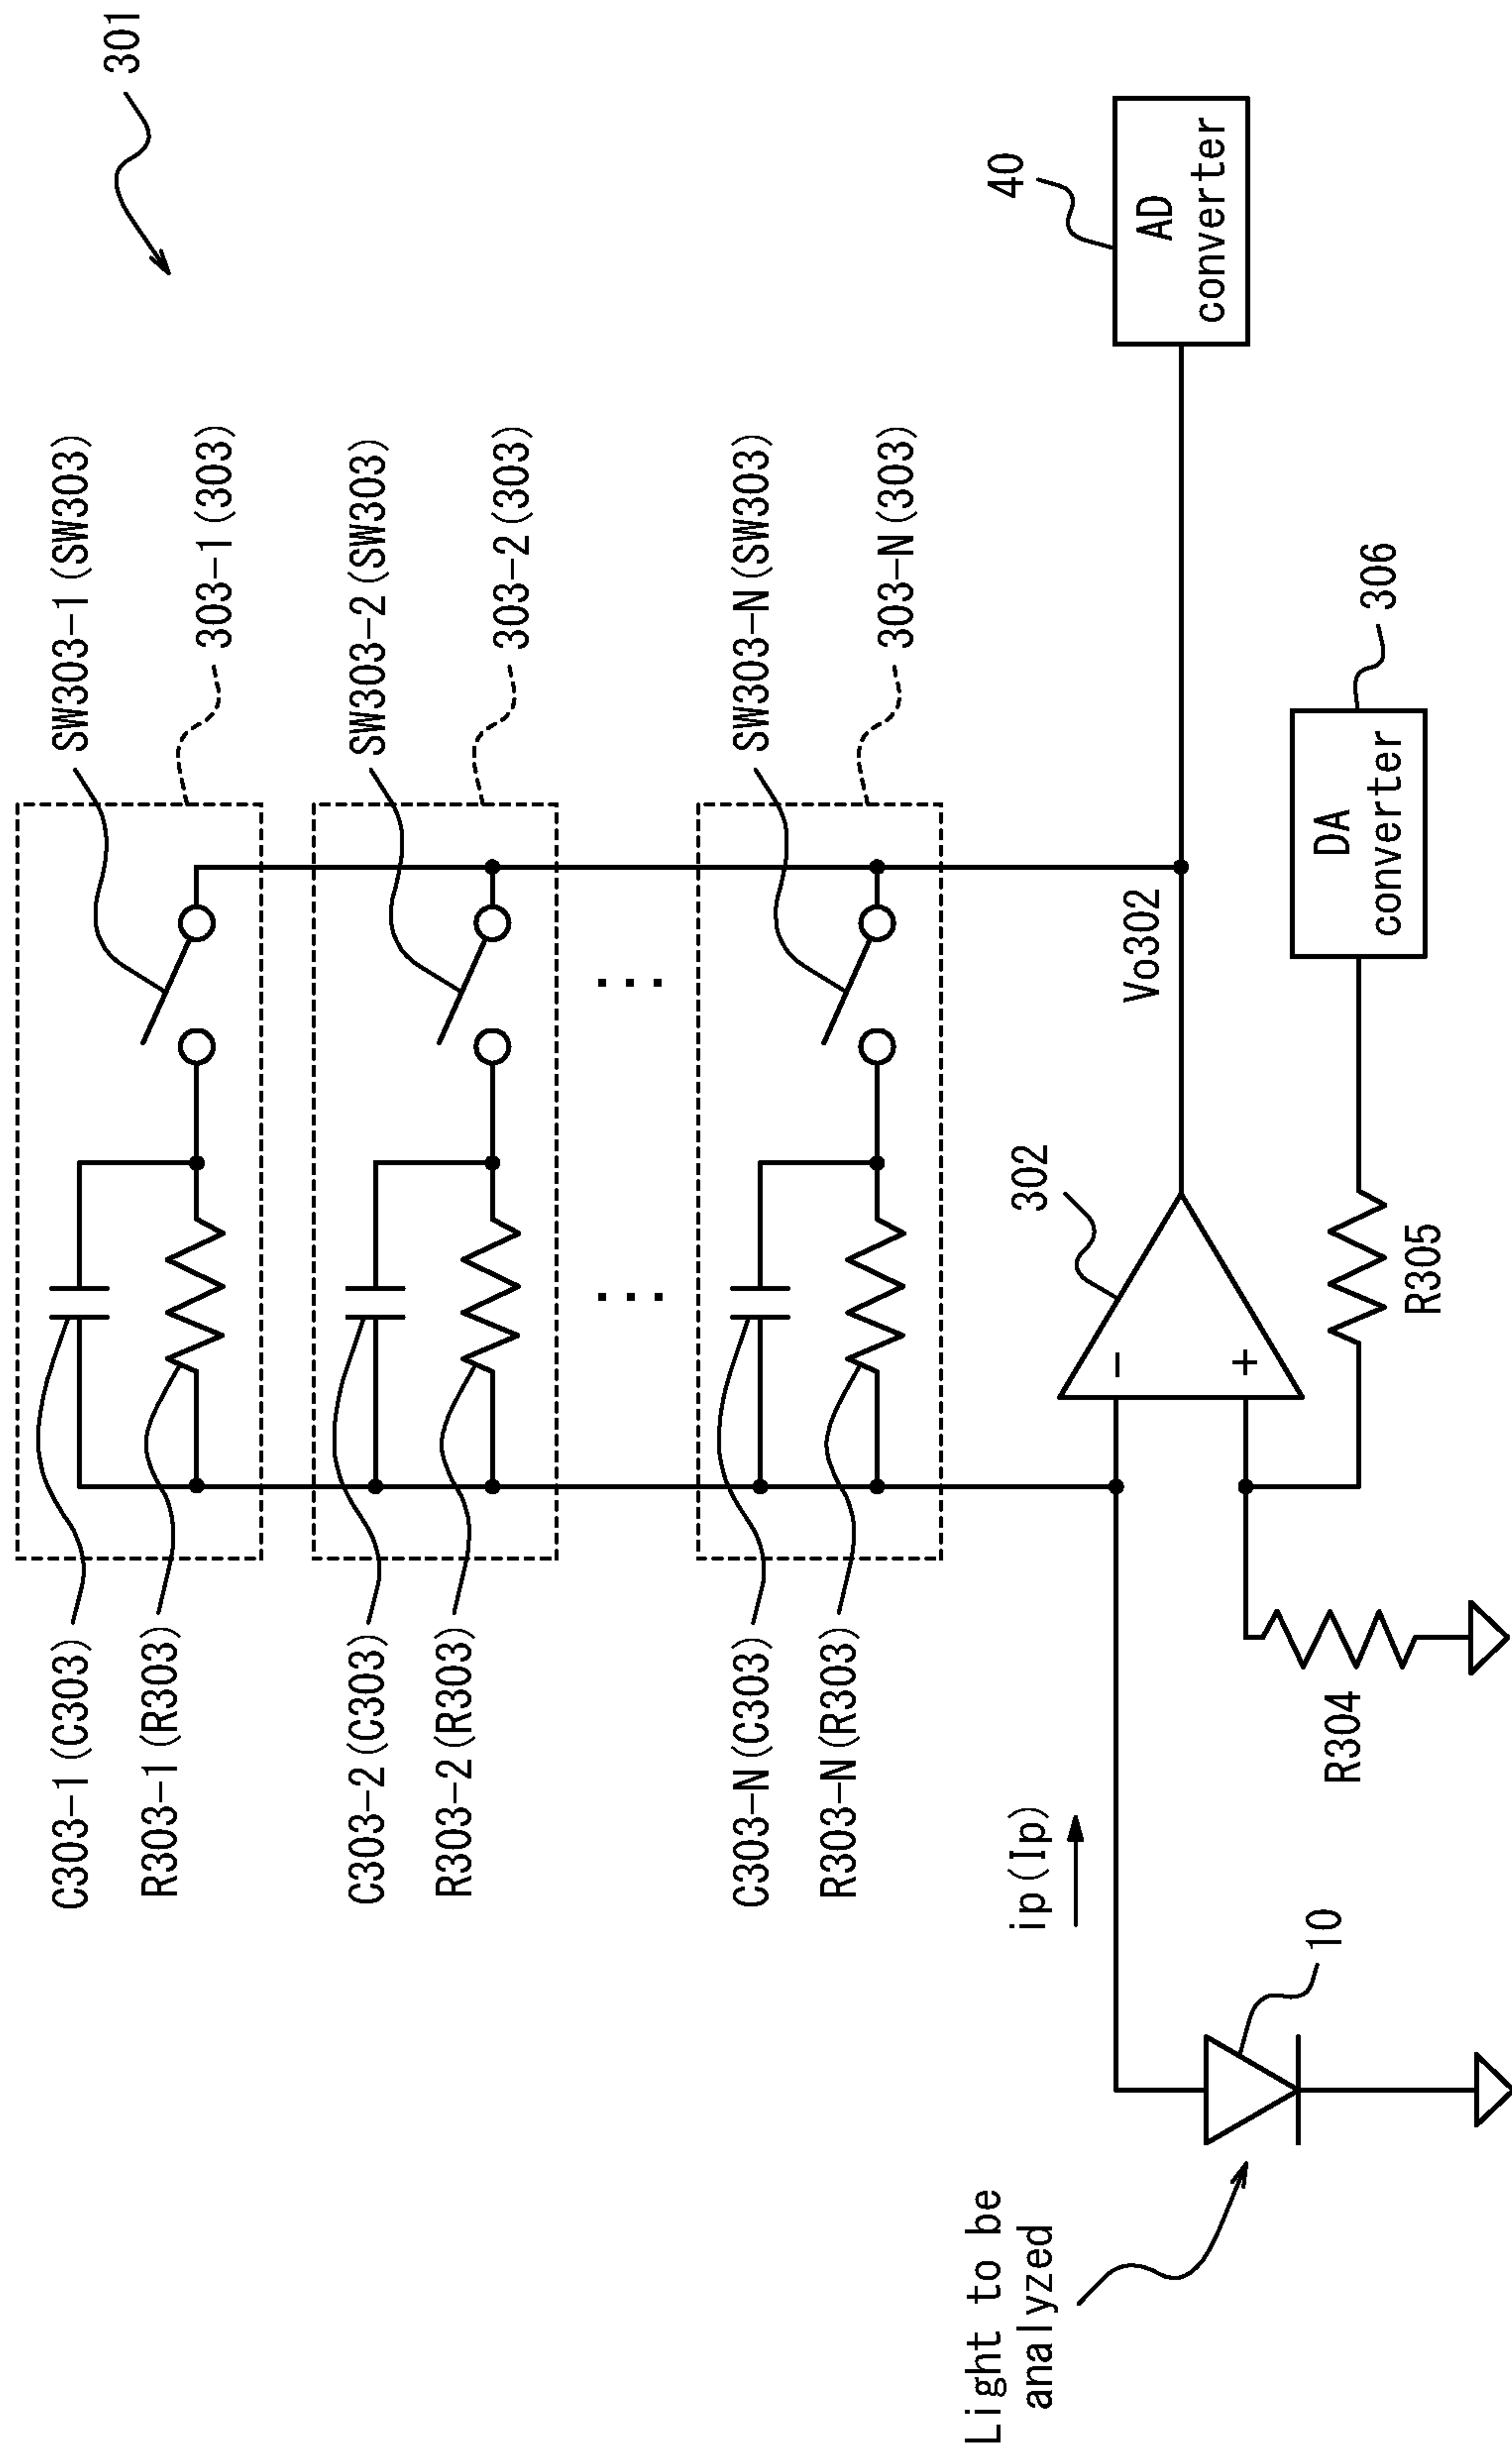 301
SW303-1(SW303)
303-1(303)
SW303-2(SW303)
303-2(303)
SW303-N(SW303)
303-N(303)
C303-1(C303)
R303-1(R303)
C303-2(C303)
R303-2(R303)
C303-N(C303)
R303-N(R303)
...
...
40
AD
converter
Vo302
302
−
+
ip(Ip)
306
DA
converter
R305
R304
10
Light to be
analyzed